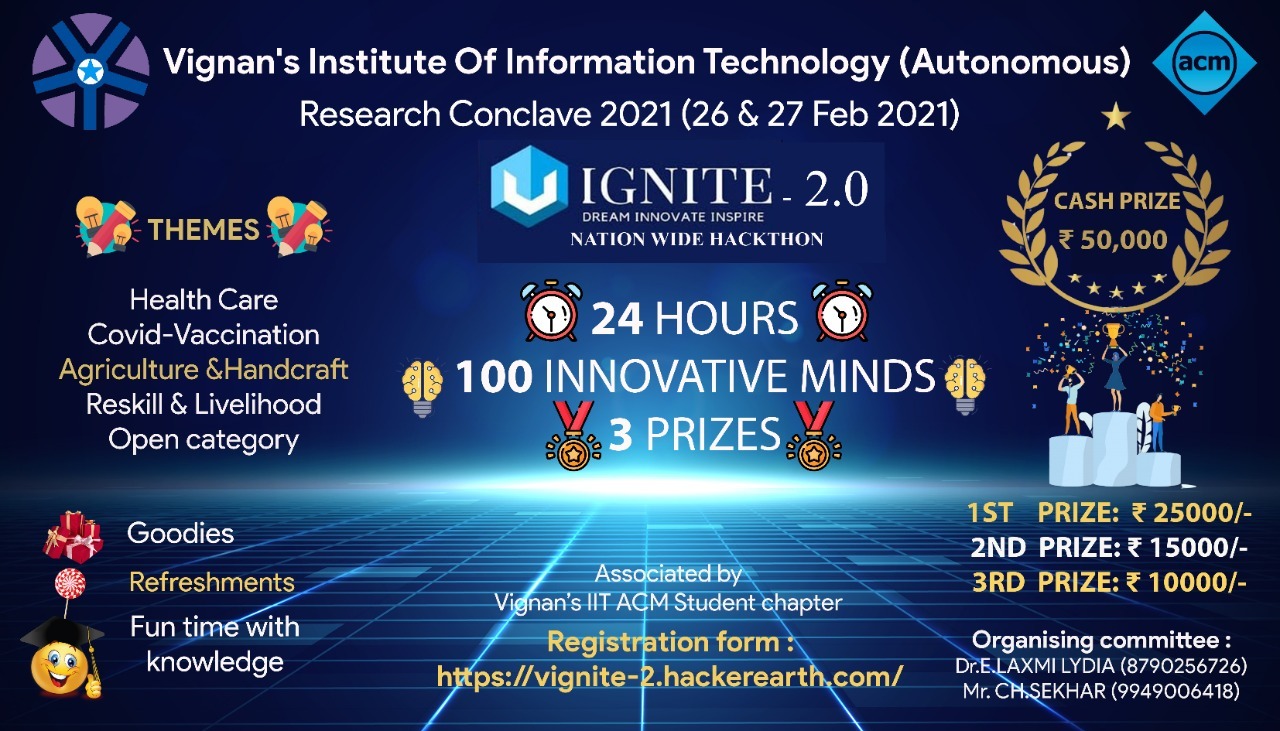 Vignan's Institute Of Information Technology (Autonomous)
acm
Research Conclave 2021 (26 & 27 Feb 2021)
IGNITE - 2.0
DREAM INNOVATE INSPIRE
NATION WIDE HACKTHON
THEMES
Health Care
Covid-Vaccination
Agriculture &Handcraft
Reskill & Livelihood
Open category
24 HOURS
100 INNOVATIVE MINDS
3 PRIZES
CASH PRIZE
₹ 50,000
1ST PRIZE: ₹ 25000/-
2ND PRIZE: ₹ 15000/-
3RD PRIZE: ₹ 10000/-
Goodies
Refreshments
Fun time with
knowledge
Associated by
Vignan's IIT ACM Student chapter
Registration form :
https://vignite-2.hackerearth.com/
Organising committee :
Dr.E.LAXMI LYDIA (8790256726)
Mr. CH.SEKHAR (9949006418)